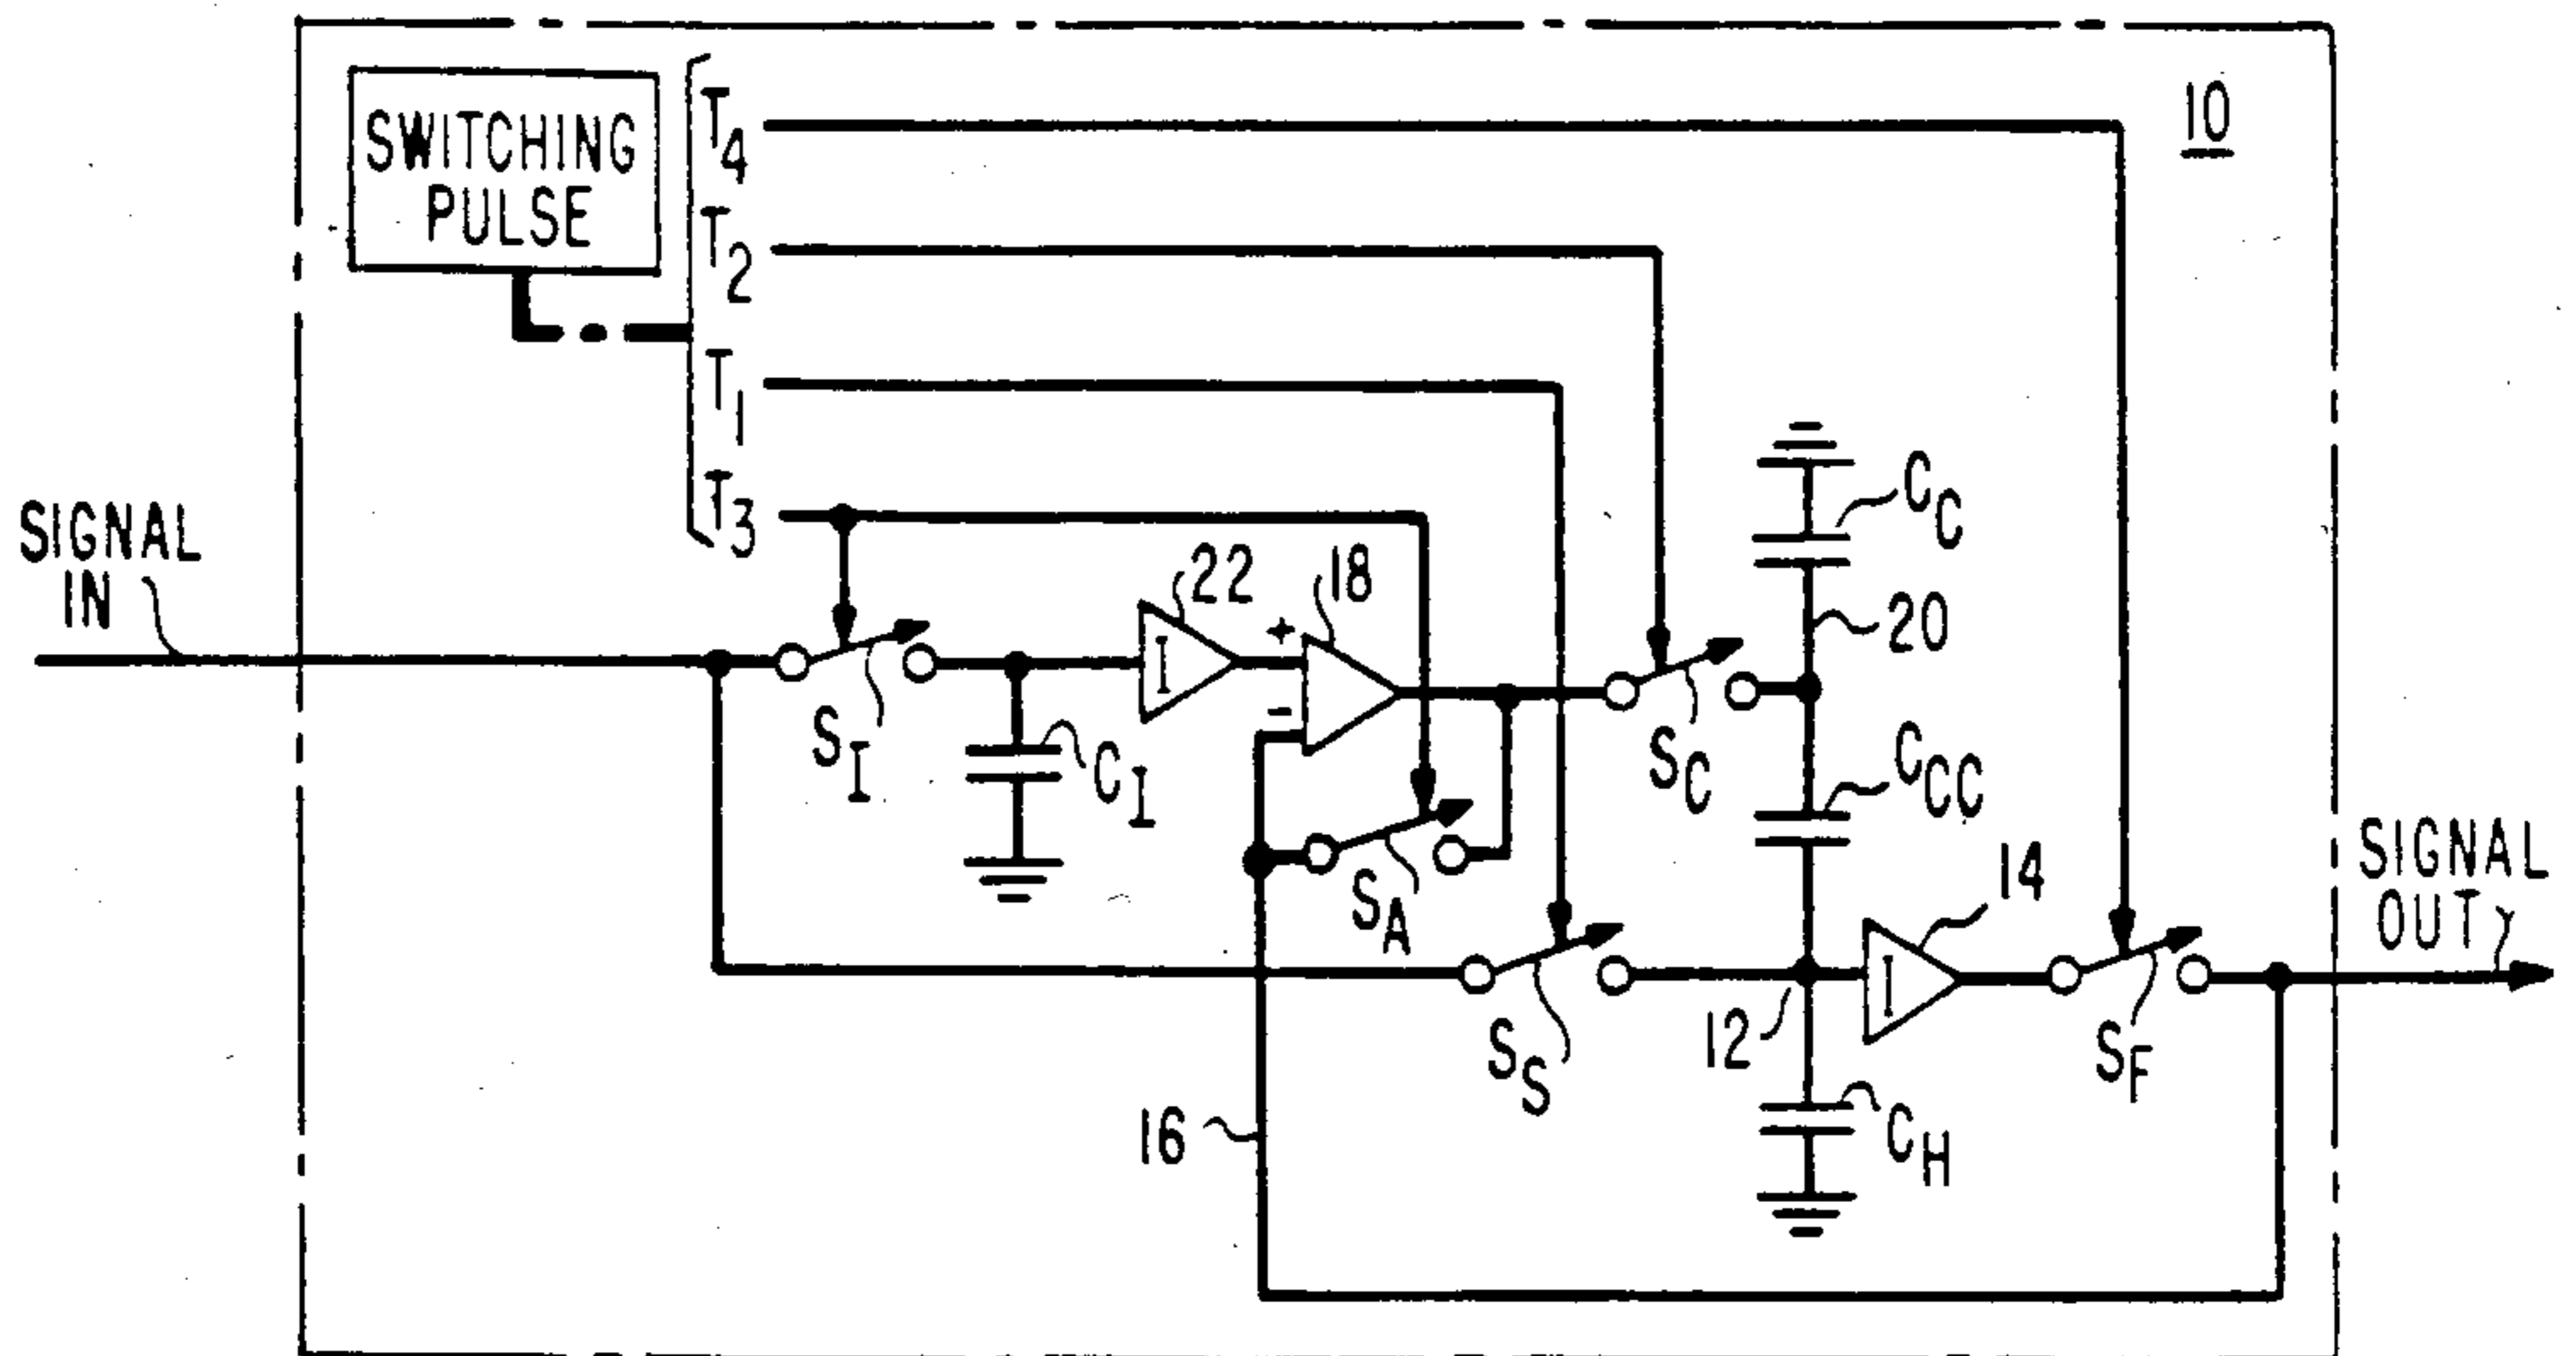 10
SWITCHING
PULSE
T4
T2
T1
T3
SIGNAL
IN
22
18
+
-
I
SI
CI
SA
SC
CC
20
CCC
SS
12
14
I
SF
SIGNAL
OUT
16
CH